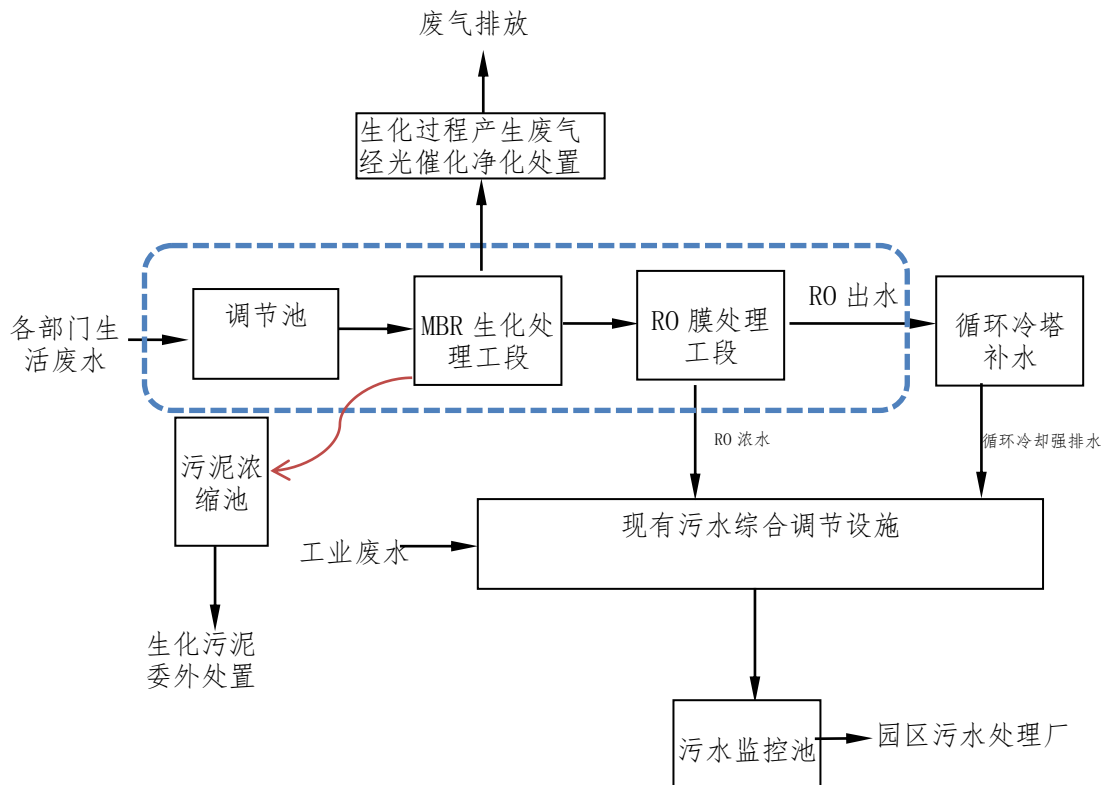 废气排放
生化过程产生废气
经光催化净化处置
各部门生
活废水
调节池
MBR 生化处
理工段
RO 膜处理
工段
RO 出水
循环冷塔
补水
污泥浓
缩池
RO 浓水
循环冷却强排水
工业废水
现有污水综合调节设施
生化污泥
委外处置
污水监控池
园区污水处理厂